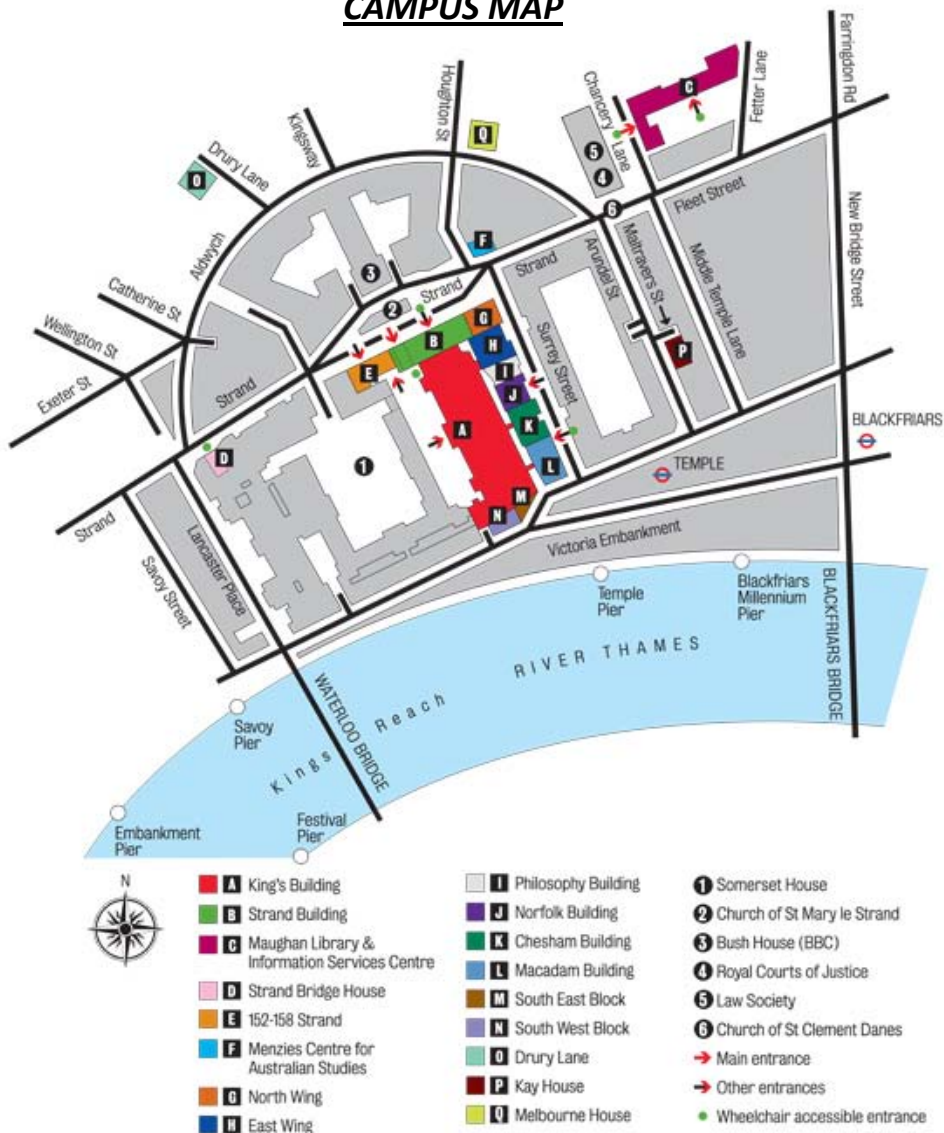 CAMPUS MAP
Farringdon Rd
Houghton St
Chancery
Lane
C
Fetter Lane
Kingsway
Q
Drury Lane
O
5
4
6
Fleet Street
Aldwych
F
3
Strand
Arundel St
Maltravers St
Middle Temple Lane
New Bridge Street
Catherine St
2
Strand
G
Wellington St
B
H
Surrey Street
P
Exeter St
E
I
J
Strand
A
K
BLACKFRIARS
D
1
L
TEMPLE
M
N
Strand
Lancaster Place
Victoria Embankment
Savoy Street
Temple
Pier
Blackfriars
Millennium
Pier
BLACKFRIARS BRIDGE
RIVER THAMES
Kings Reach
WATERLOO BRIDGE
Savoy
Pier
Embankment
Pier
Festival
Pier
N
A King's Building
B Strand Building
C Maughan Library &
Information Services Centre
D Strand Bridge House
E 152-158 Strand
F Menzies Centre for
Australian Studies
G North Wing
H East Wing
I Philosophy Building
J Norfolk Building
K Chesham Building
L Macadam Building
M South East Block
N South West Block
O Drury Lane
P Kay House
Q Melbourne House
1 Somerset House
2 Church of St Mary le Strand
3 Bush House (BBC)
4 Royal Courts of Justice
5 Law Society
6 Church of St Clement Danes
Main entrance
Other entrances
Wheelchair accessible entrance